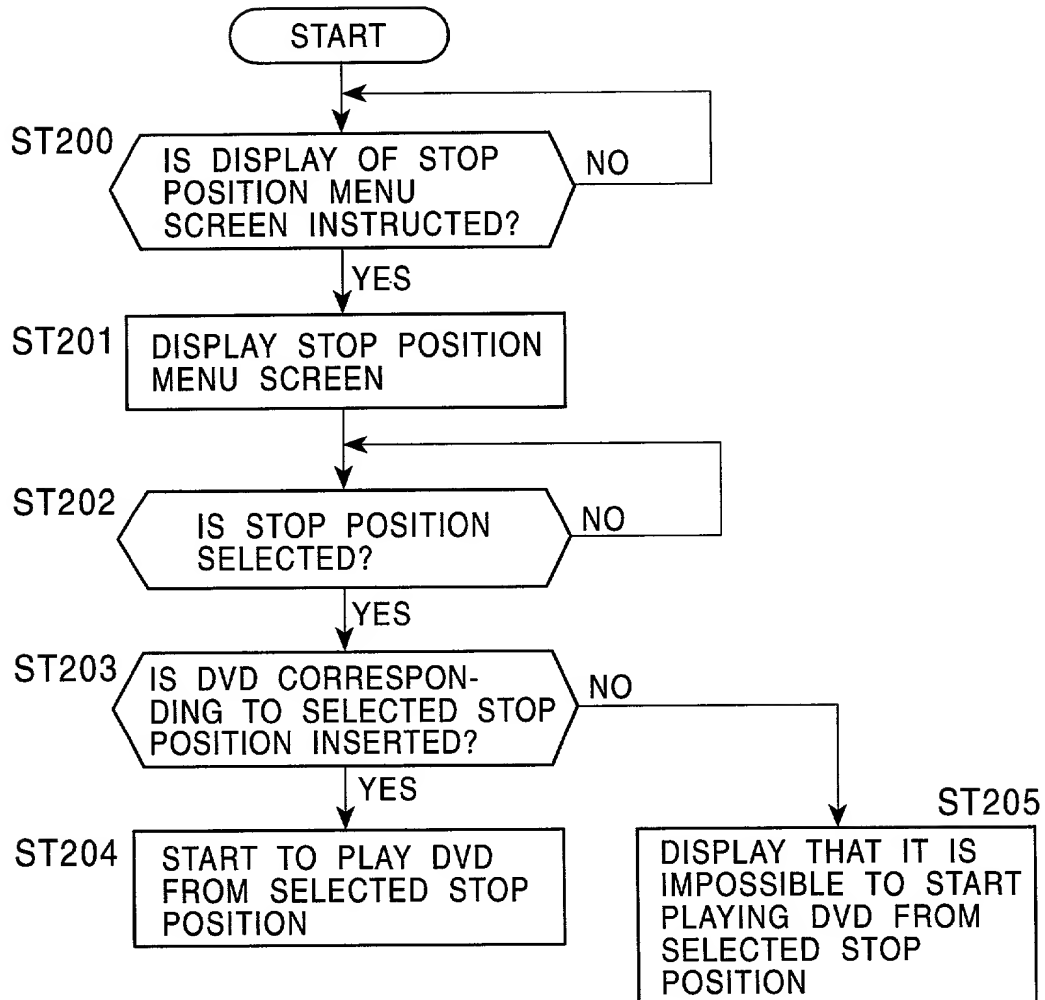 START
ST200
IS DISPLAY OF STOP
POSITION MENU
SCREEN INSTRUCTED?
NO
YES
ST201
DISPLAY STOP POSITION
MENU SCREEN
ST202
IS STOP POSITION
SELECTED?
NO
YES
ST203
IS DVD CORRESPON-
DING TO SELECTED STOP
POSITION INSERTED?
NO
YES
ST204
START TO PLAY DVD
FROM SELECTED STOP
POSITION
ST205
DISPLAY THAT IT IS
IMPOSSIBLE TO START
PLAYING DVD FROM
SELECTED STOP
POSITION